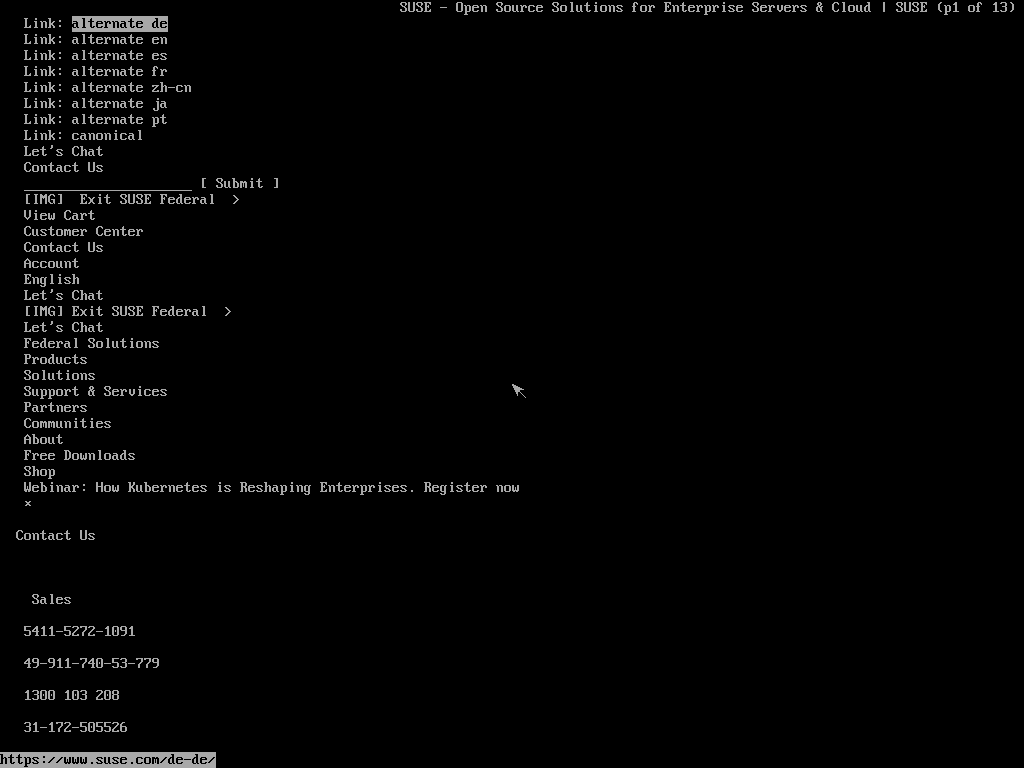 SUSE - Open Source Solutions for Enterprise Servers & Cloud | SUSE (p1 of 13)
Link: alternate de
Link: alternate en
Link: alternate es
Link: alternate fr
Link: alternate zh-cn
Link: alternate ja
Link: alternate pt
Link: canonical
Let's Chat
Contact Us
_____________________ [ Submit ]
[IMG]  Exit SUSE Federal  >
View Cart
Customer Center
Contact Us
Account
English
Let's Chat
[IMG] Exit SUSE Federal  >
Let's Chat
Federal Solutions
Products
Solutions
Support & Services
Partners
Communities
About
Free Downloads
Shop
Webinar: How Kubernetes is Reshaping Enterprises. Register now
×
Contact Us
Sales
5411-5272-1091
49-911-740-53-779
1300 103 208
31-172-505526
https://www.suse.com/de-de/